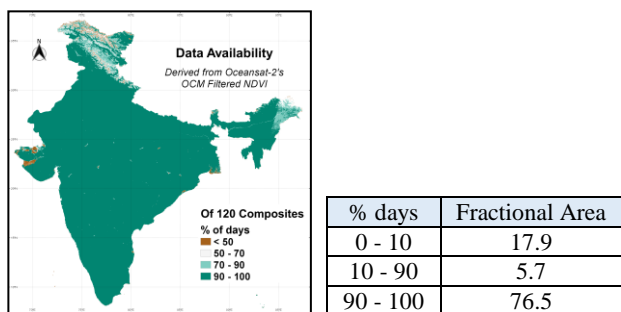 N
Data Availability
Derived from Oceansat-2's
OCM Filtered NDVI
Of 120 Composites
% of days
< 50
50 - 70
70 - 90
90 - 100
% days Fractional Area
0 - 10 17.9
10 - 90 5.7
90 - 100 76.5